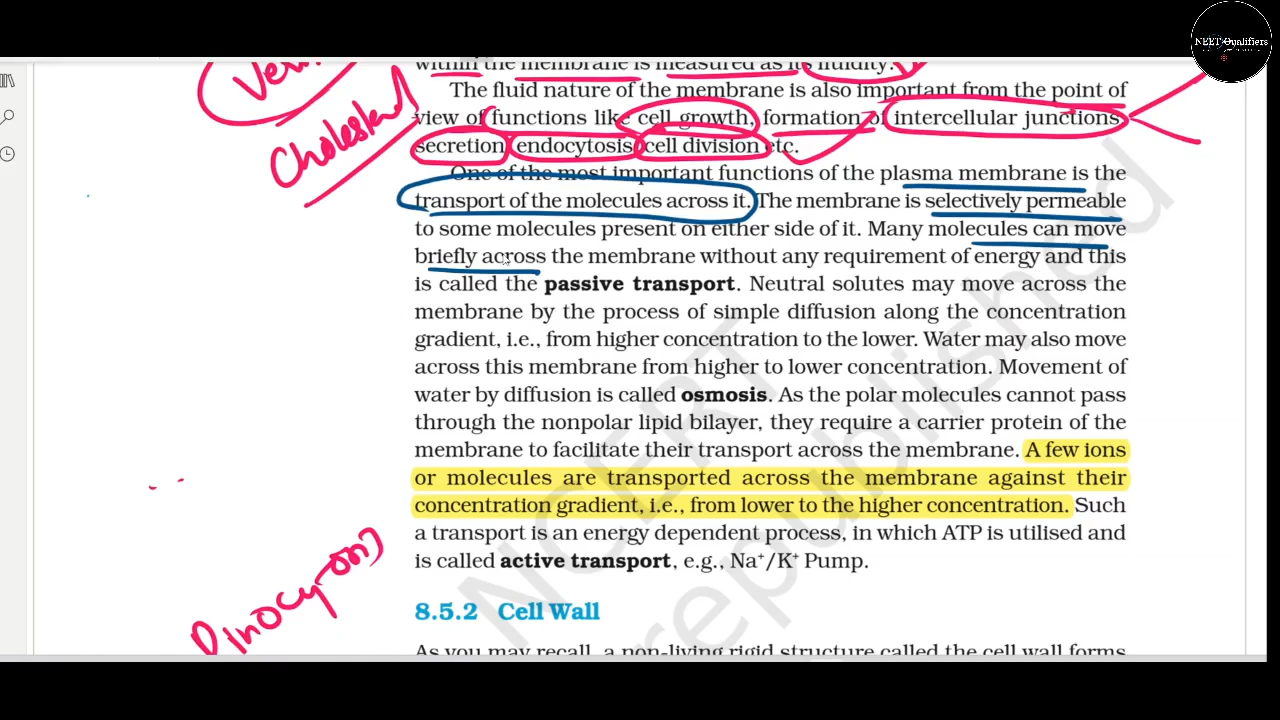 NEET Qualifiers
within the membrane is measured as its fluidity.
The fluid nature of the membrane is also important from the point of
view of functions like cell growth, formation of intercellular junctions,
secretion, endocytosis, cell division etc.
One of the most important functions of the plasma membrane is the
transport of the molecules across it. The membrane is selectively permeable
to some molecules present on either side of it. Many molecules can move
briefly across the membrane without any requirement of energy and this
is called the passive transport. Neutral solutes may move across the
membrane by the process of simple diffusion along the concentration
gradient, i.e., from higher concentration to the lower. Water may also move
across this membrane from higher to lower concentration. Movement of
water by diffusion is called osmosis. As the polar molecules cannot pass
through the nonpolar lipid bilayer, they require a carrier protein of the
membrane to facilitate their transport across the membrane. A few ions
or molecules are transported across the membrane against their
concentration gradient, i.e., from lower to the higher concentration. Such
a transport is an energy dependent process, in which ATP is utilised and
is called active transport, e.g., Na⁺/K⁺ Pump.
8.5.2 Cell Wall
As you may recall, a non-living rigid structure called the cell wall forms
Cholesterol
NCERT
republished